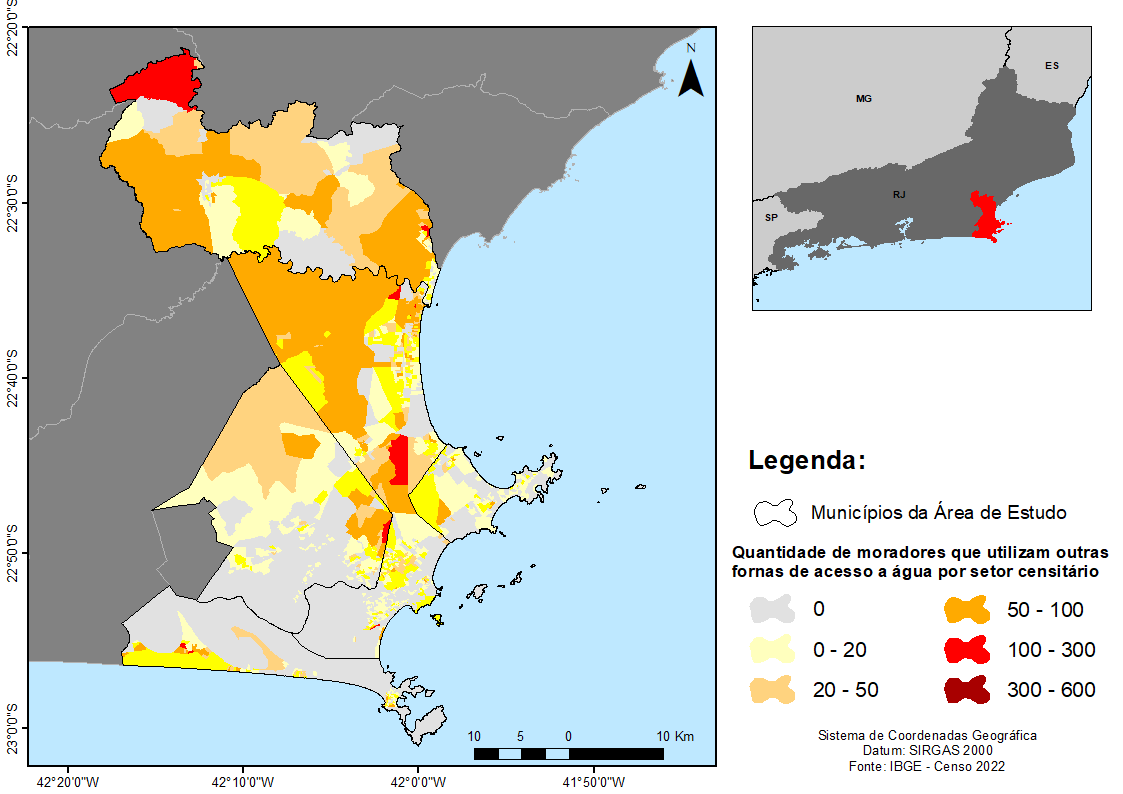 22°20'0"S
22°30'0"S
22°40'0"S
22°50'0"S
23°0'0"S
42°20'0"W
42°10'0"W
42°0'0"W
41°50'0"W
N
10 5 0 10 Km
MG
ES
RJ
SP
Legenda:
Municípios da Área de Estudo
Quantidade de moradores que utilizam outras
fornas de acesso a água por setor censitário
0
0 - 20
20 - 50
50 - 100
100 - 300
300 - 600
Sistema de Coordenadas Geográfica
Datum: SIRGAS 2000
Fonte: IBGE - Censo 2022